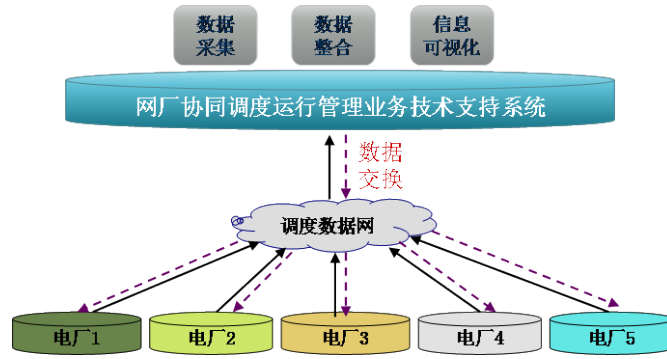 数据
采集
数据
整合
信息
可视化
网厂协同调度运行管理业务技术支持系统
数据
交换
调度数据网
电厂1
电厂2
电厂3
电厂4
电厂5